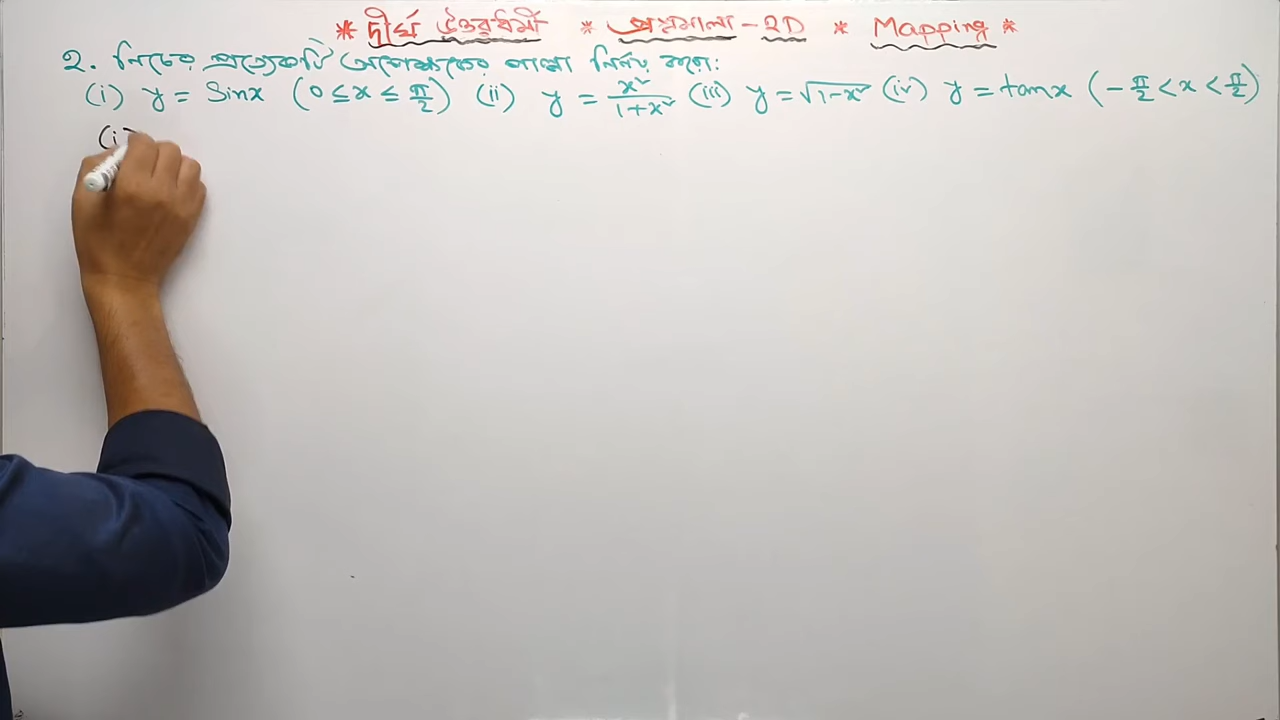 * দীর্ঘ উত্তরধর্মী * প্রশ্নমালা - 2D * Mapping *
2. নিচের প্রত্যেকটি অপেক্ষকের পাল্লা নির্ণয় করো:
(i) y = Sinx (0 ≤ x ≤ π/2) (ii) y = x²/1+x² (iii) y = √1-x² (iv) y = tanx (-π/2 < x < π/2)
(i)